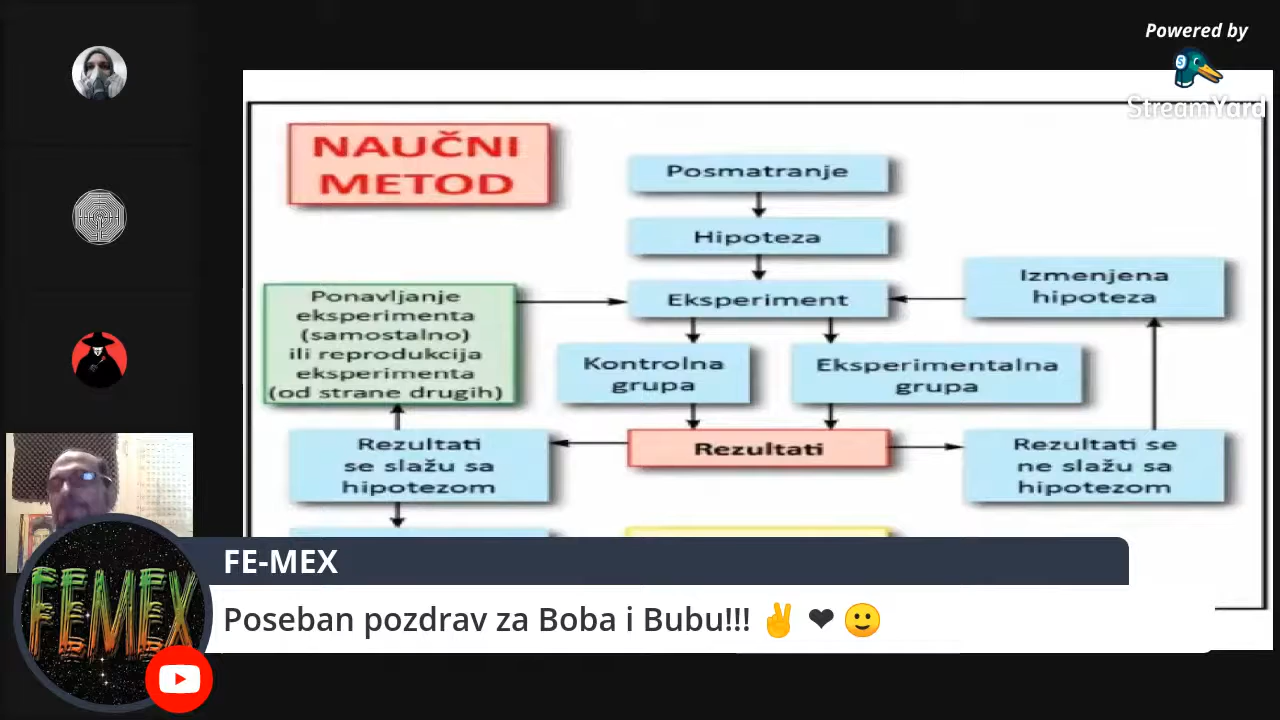 Powered by
StreamYard
NAUČNI
METOD
Posmatranje
Hipoteza
Eksperiment
Izmenjena
hipoteza
Ponavljanje
eksperimenta
(samostalno)
ili reprodukcija
eksperimenta
(od strane drugih)
Kontrolna
grupa
Eksperimentalna
grupa
Rezultati
se slažu sa
hipotezom
Rezultati
Rezultati se
ne slažu sa
hipotezom
FEMEX
FE-MEX
Poseban pozdrav za Boba i Bubu!!! ✌️ ❤ 🙂